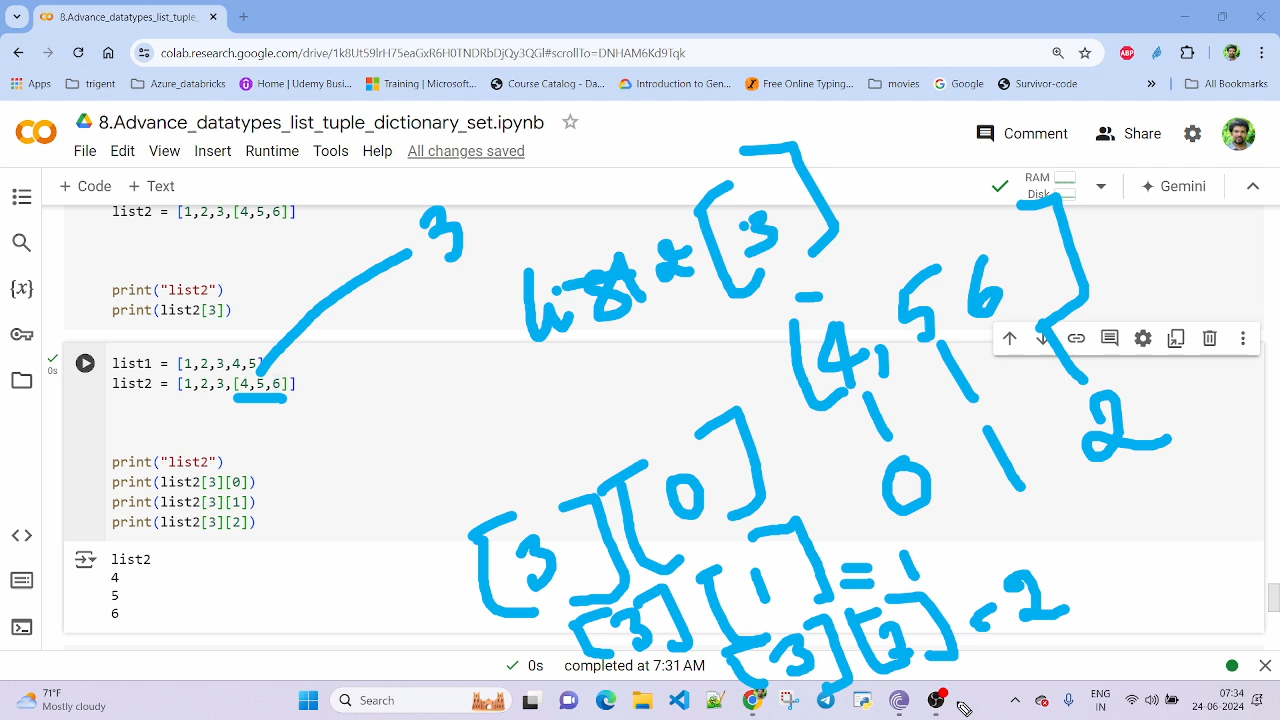 8.Advance_datatypes_list_tuple_
colab.research.google.com/drive/1k8Ut59lrH75eaGxR6H0TNDRbDjQy3QGl#scrollTo=DNHAM6Kd9Tqk
Apps trigent Azure.databricks Home | Udemy Busi... Training | Microsoft... Course Catalog - Da... Introduction to Gen... Free Online Typing... movies Google Survivor-code » All Bookmarks
8.Advance_datatypes_list_tuple_dictionary_set.ipynb
Comment Share
File Edit View Insert Runtime Tools Help All changes saved
+ Code + Text RAM Disk Gemini
list2 = [1,2,3,[4,5,6]]
3
list2[3]
print("list2")
print(list2[3])
- [4, 5 6]
0s
list1 = [1,2,3,4,5]
list2 = [1,2,3,[4,5,6]]
0 1 2
print("list2")
print(list2[3][0])
print(list2[3][1])
print(list2[3][2])
[3][0]
[3][1] = 1
[3][2] = 2
list2
4
5
6
0s completed at 7:31 AM
71°F
Mostly cloudy
Search
ENG
IN
07:34
24-06-2024